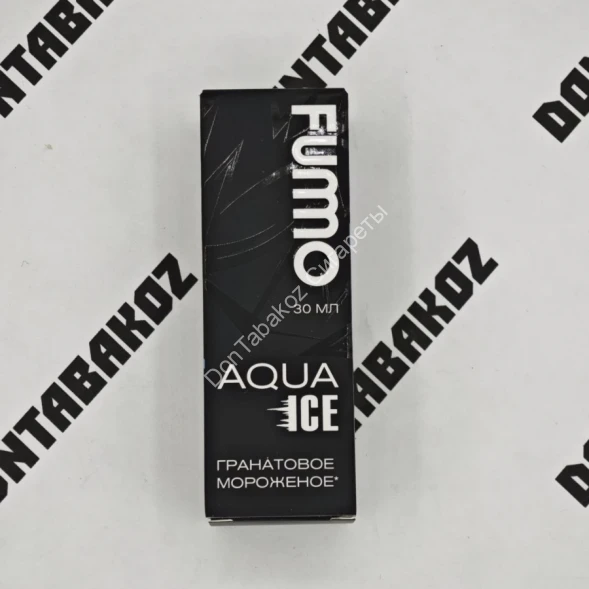 DONTABAKOZ
FUMO
30 МЛ
DonTabakoz Сигареты
AQUA
ICE
ГРАНАТОВОЕ
МОРОЖЕНОЕ*
DONTABAKOZ
DONTABAKOZ